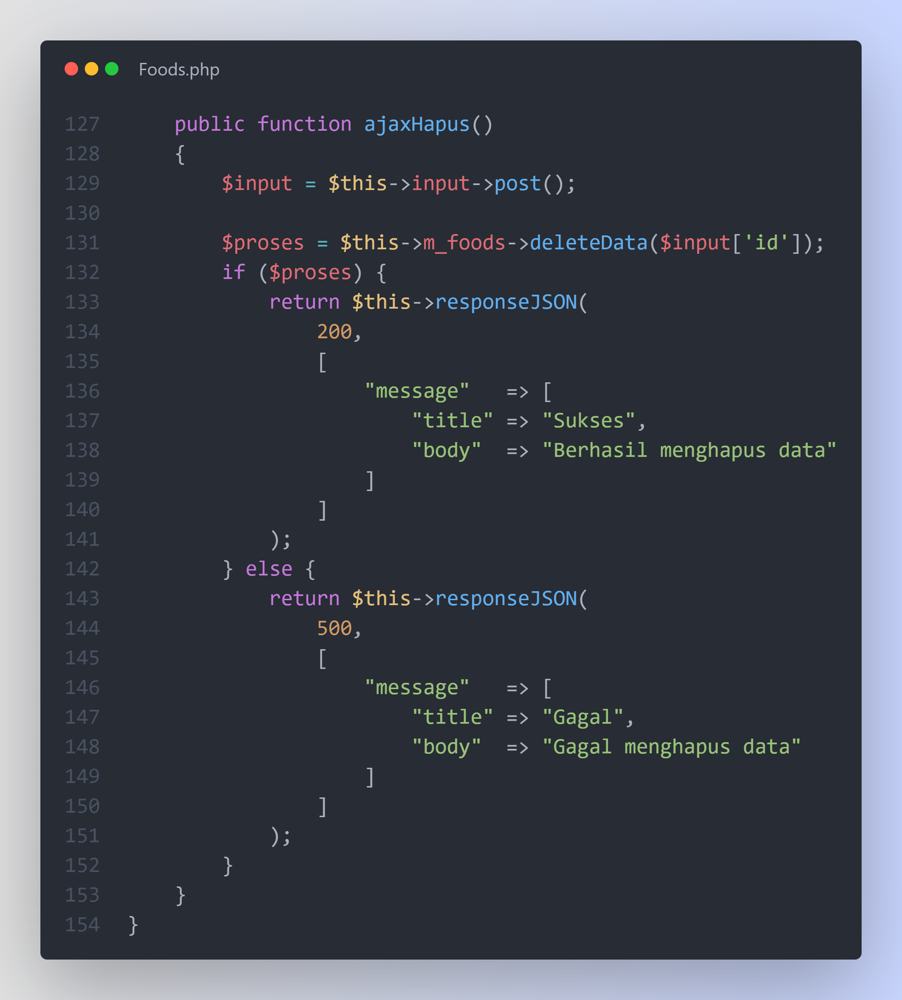 Foods.php
127     public function ajaxHapus()
128     {
129         $input = $this->input->post();
130
131         $proses = $this->m_foods->deleteData($input['id']);
132         if ($proses) {
133             return $this->responseJSON(
134                 200,
135                 [
136                     "message"   => [
137                         "title" => "Sukses",
138                         "body"  => "Berhasil menghapus data"
139                     ]
140                 ]
141             );
142         } else {
143             return $this->responseJSON(
144                 500,
145                 [
146                     "message"   => [
147                         "title" => "Gagal",
148                         "body"  => "Gagal menghapus data"
149                     ]
150                 ]
151             );
152         }
153     }
154 }